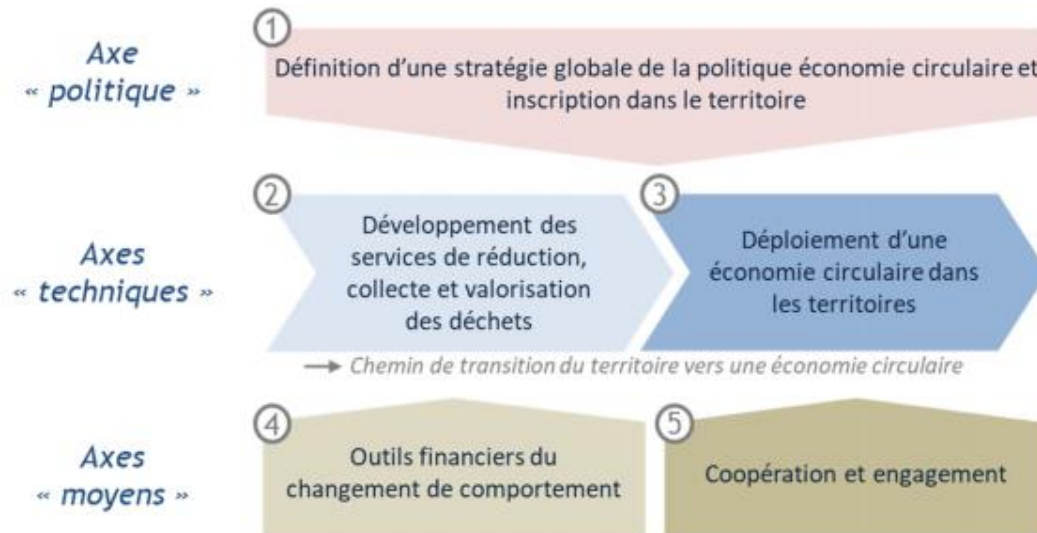 Axe
« politique »
1
Définition d’une stratégie globale de la politique économie circulaire et
inscription dans le territoire
Axes
« techniques »
2
Développement des
services de réduction,
collecte et valorisation
des déchets
3
Déploiement d’une
économie circulaire dans
les territoires
Chemin de transition du territoire vers une économie circulaire
Axes
« moyens »
4
Outils financiers du
changement de comportement
5
Coopération et engagement